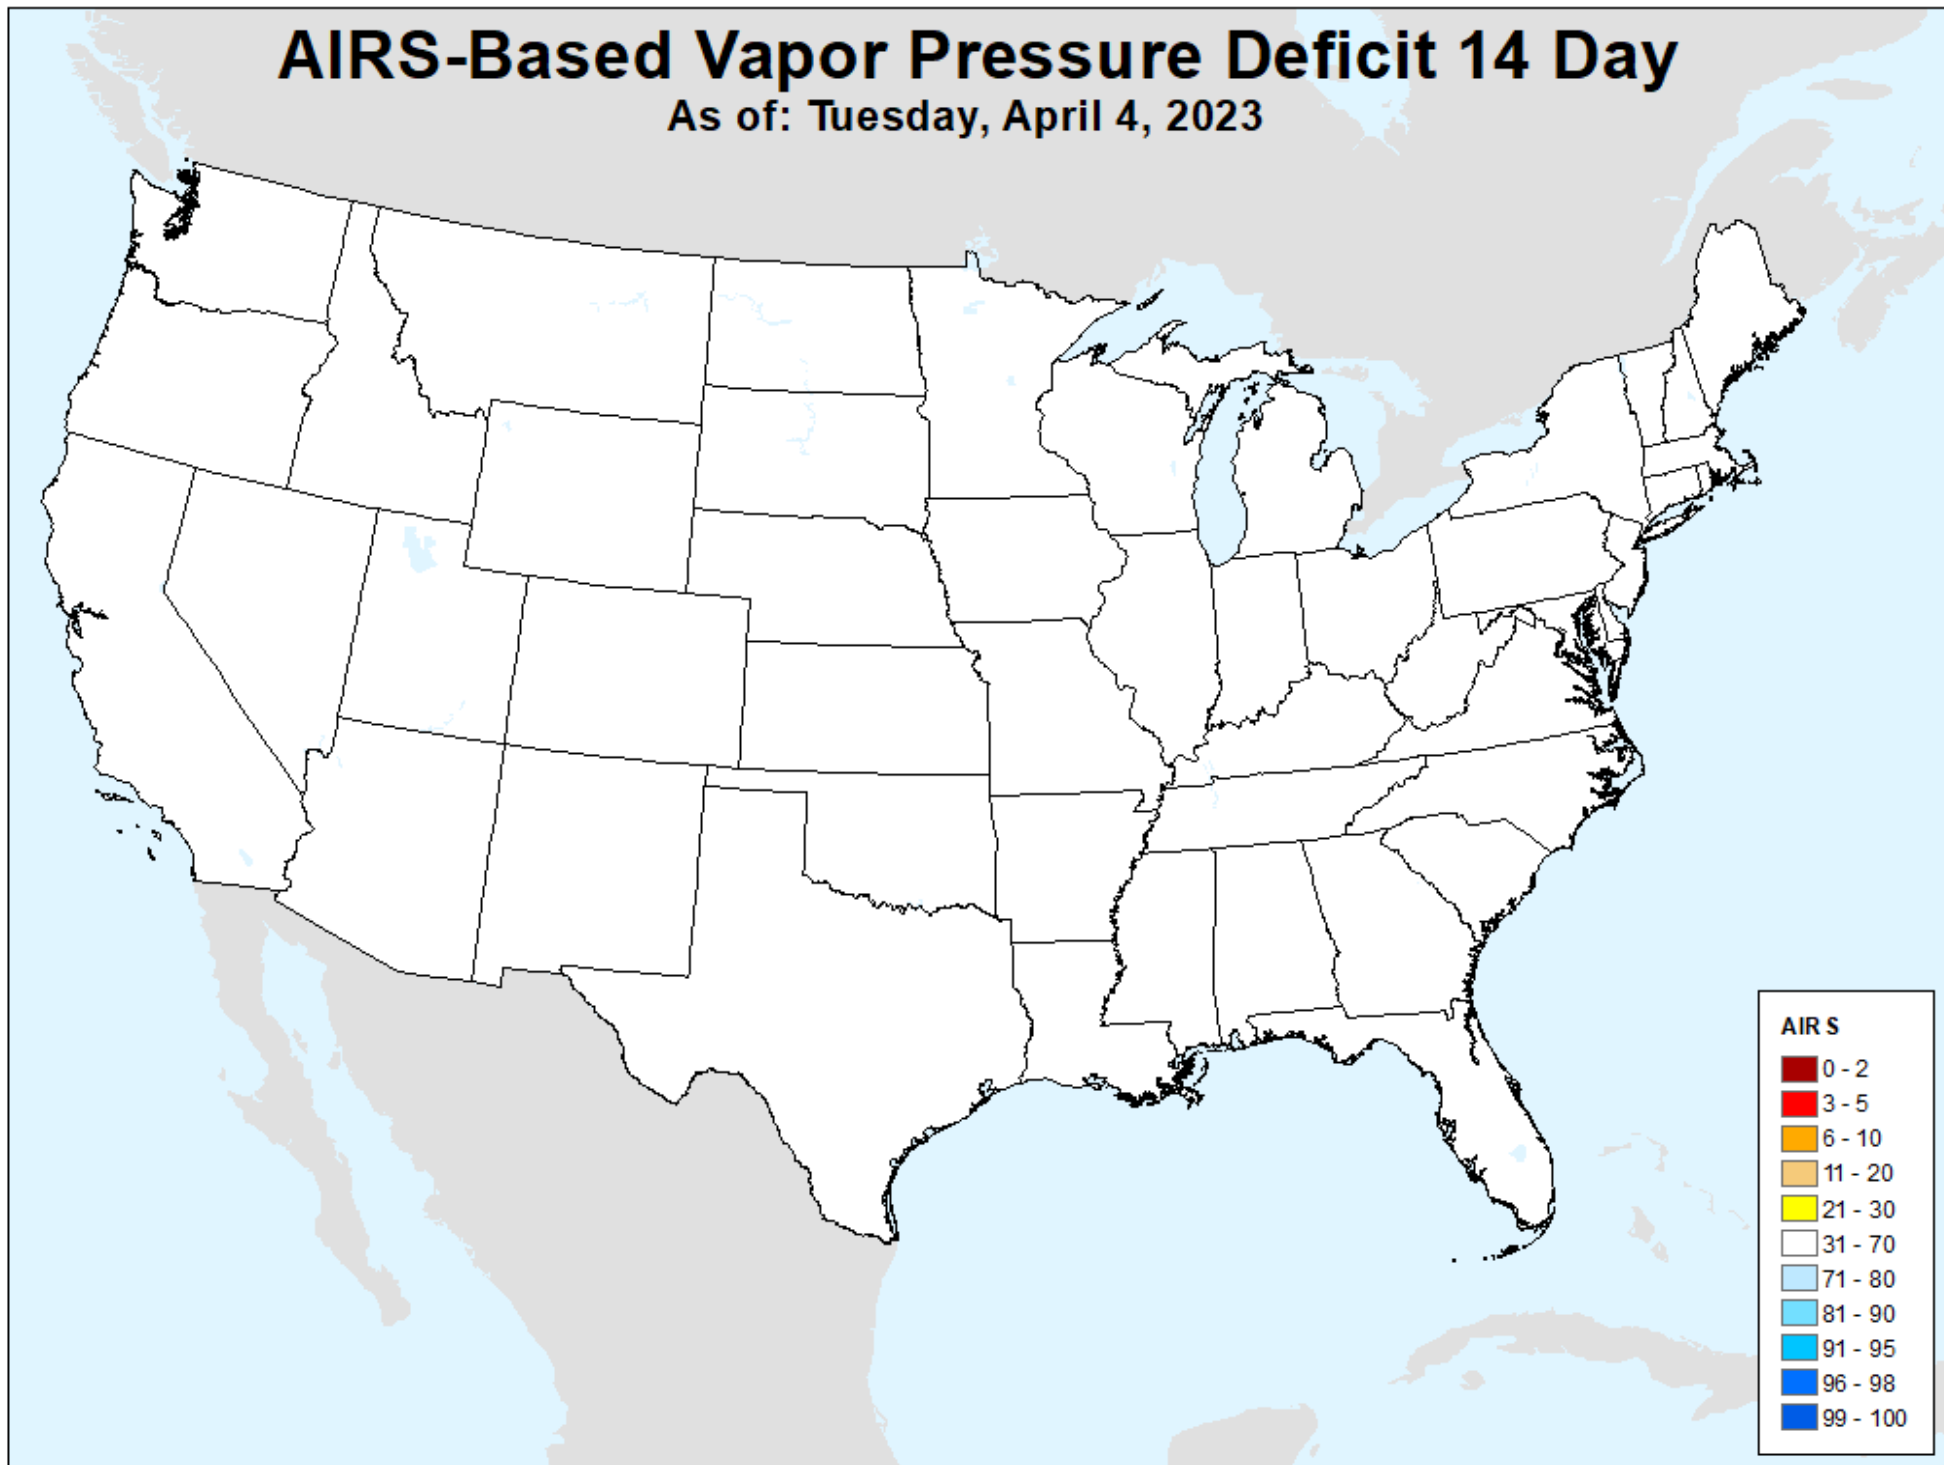 AIRS-Based Vapor Pressure Deficit 14 Day
As of: Tuesday, April 4, 2023
AIRS
0 - 2
3 - 5
6 - 10
11 - 20
21 - 30
31 - 70
71 - 80
81 - 90
91 - 95
96 - 98
99 - 100